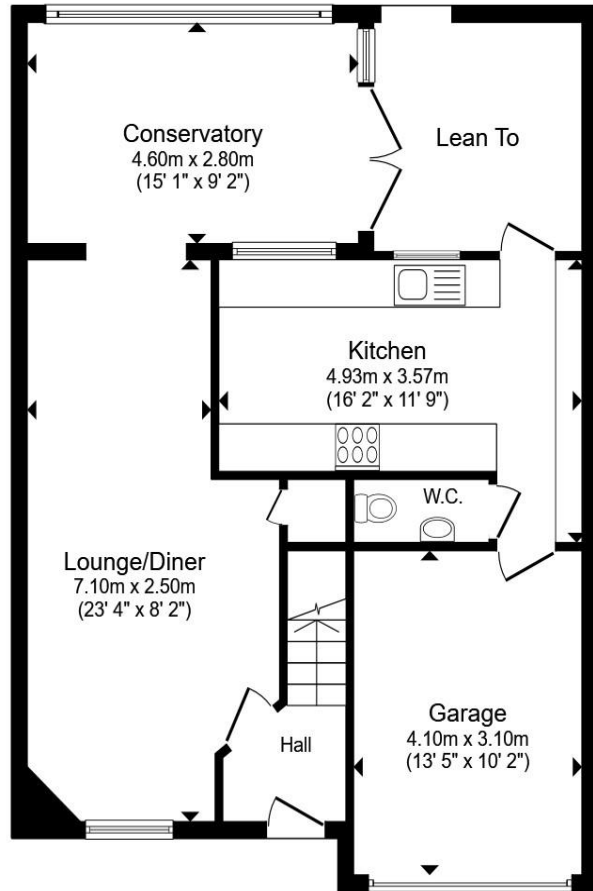 Conservatory
4.60m x 2.80m
(15' 1" x 9' 2")
Lean To
Kitchen
4.93m x 3.57m
(16' 2" x 11' 9")
W.C.
Lounge/Diner
7.10m x 2.50m
(23' 4" x 8' 2")
Hall
Garage
4.10m x 3.10m
(13' 5" x 10' 2")